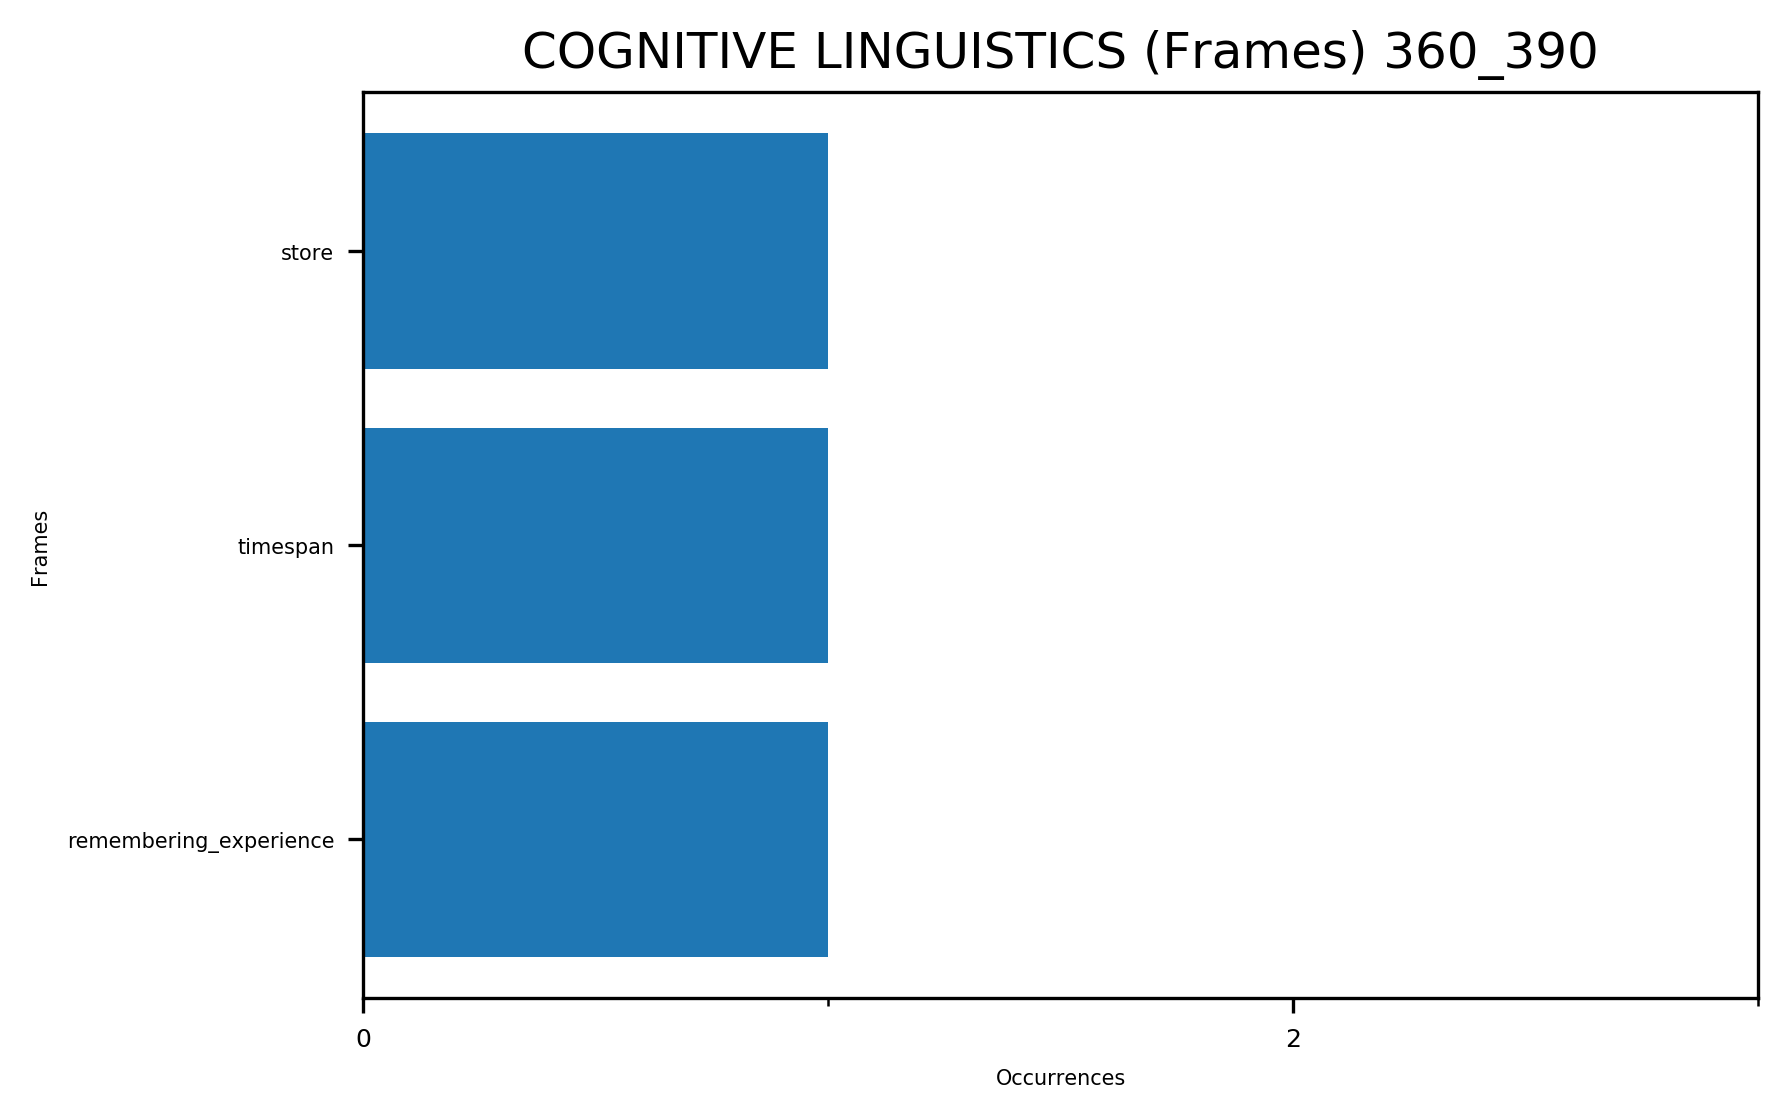 COGNITIVE LINGUISTICS (Frames) 360_390
Frames
store
timespan
remembering_experience
0 2
Occurrences